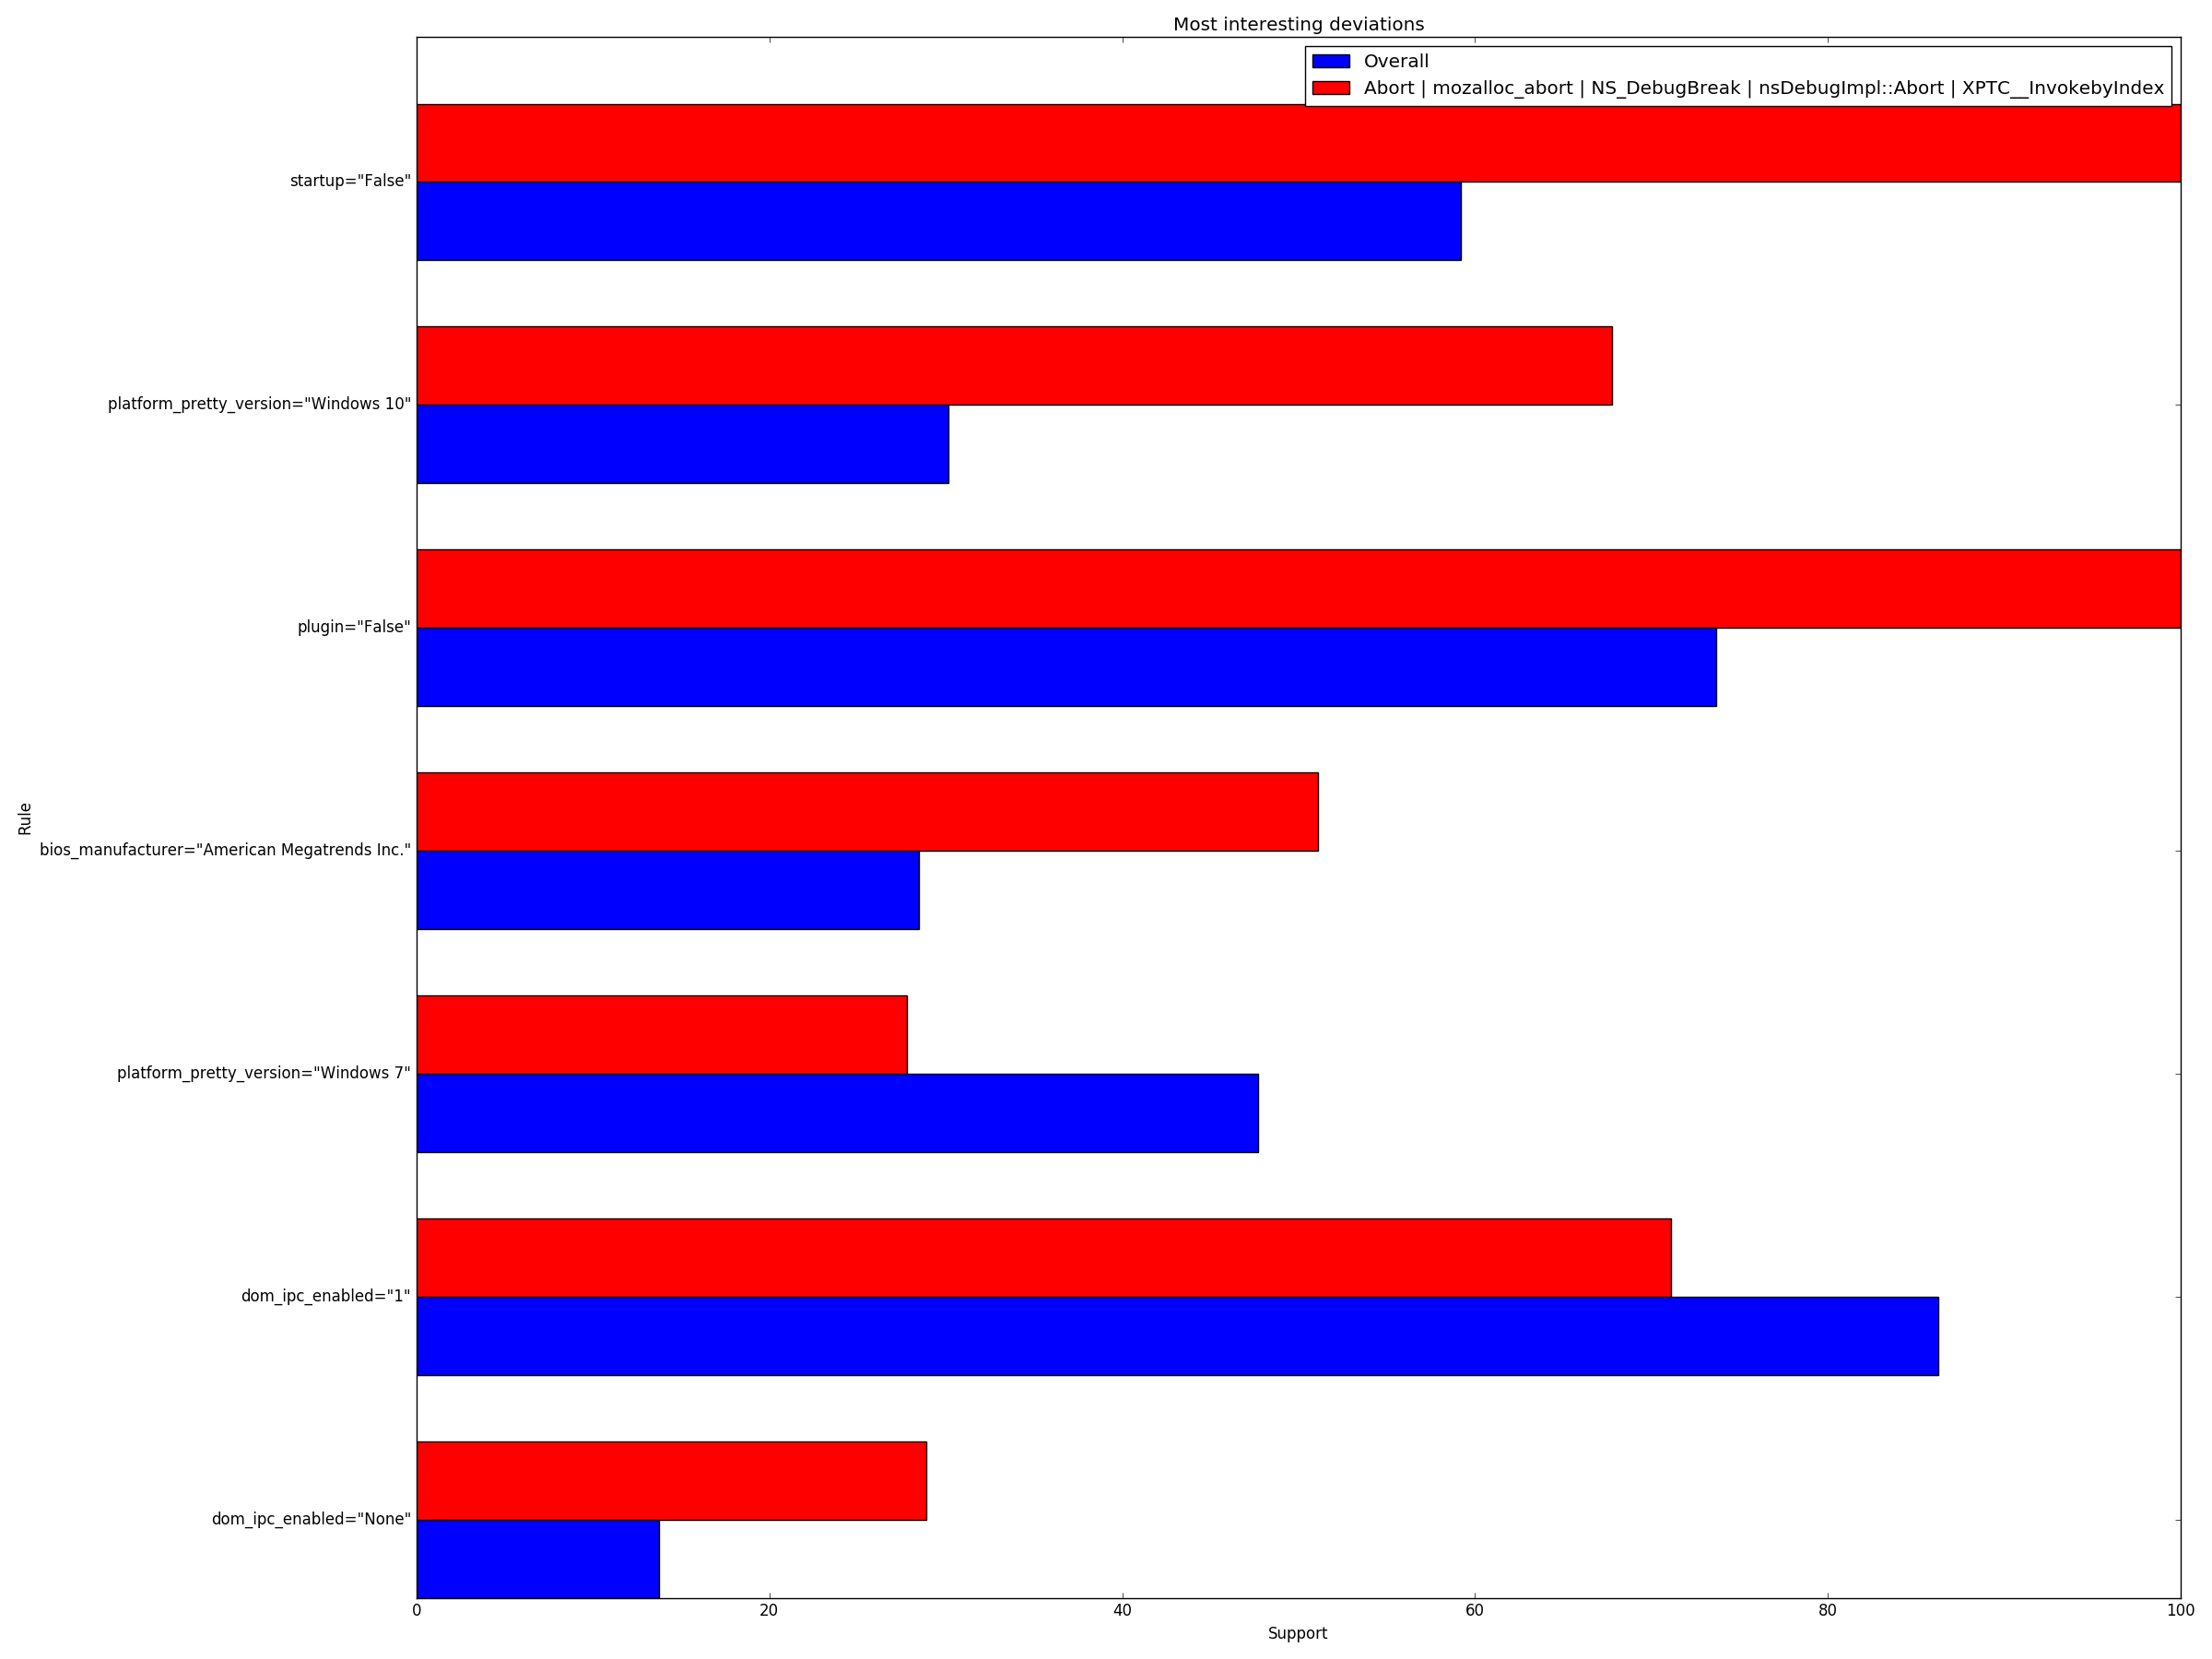 Most interesting deviations
Overall
Abort | mozalloc_abort | NS_DebugBreak | nsDebugImpl::Abort | XPTC__InvokebyIndex
startup="False"
platform_pretty_version="Windows 10"
plugin="False"
Rule
bios_manufacturer="American Megatrends Inc."
platform_pretty_version="Windows 7"
dom_ipc_enabled="1"
dom_ipc_enabled="None"
0 20 40 60 80 100
Support